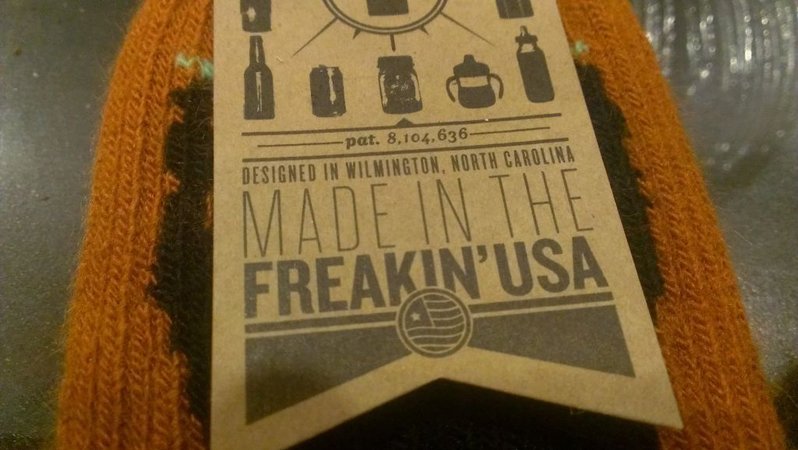 pat. 8,104,636
DESIGNED IN WILMINGTON, NORTH CAROLINA
MADE IN THE
FREAKIN' USA